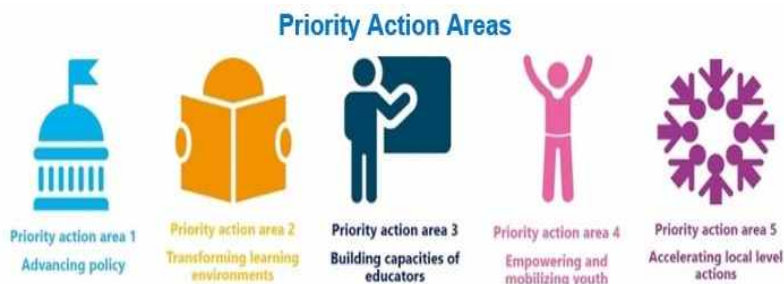 Priority Action Areas
Priority action area 1
Advancing policy
Priority action area 2
Transforming learning
environments
Priority action area 3
Building capacities of
educators
Priority action area 4
Empowering and
mobilizing youth
Priority action area 5
Accelerating local level
actions